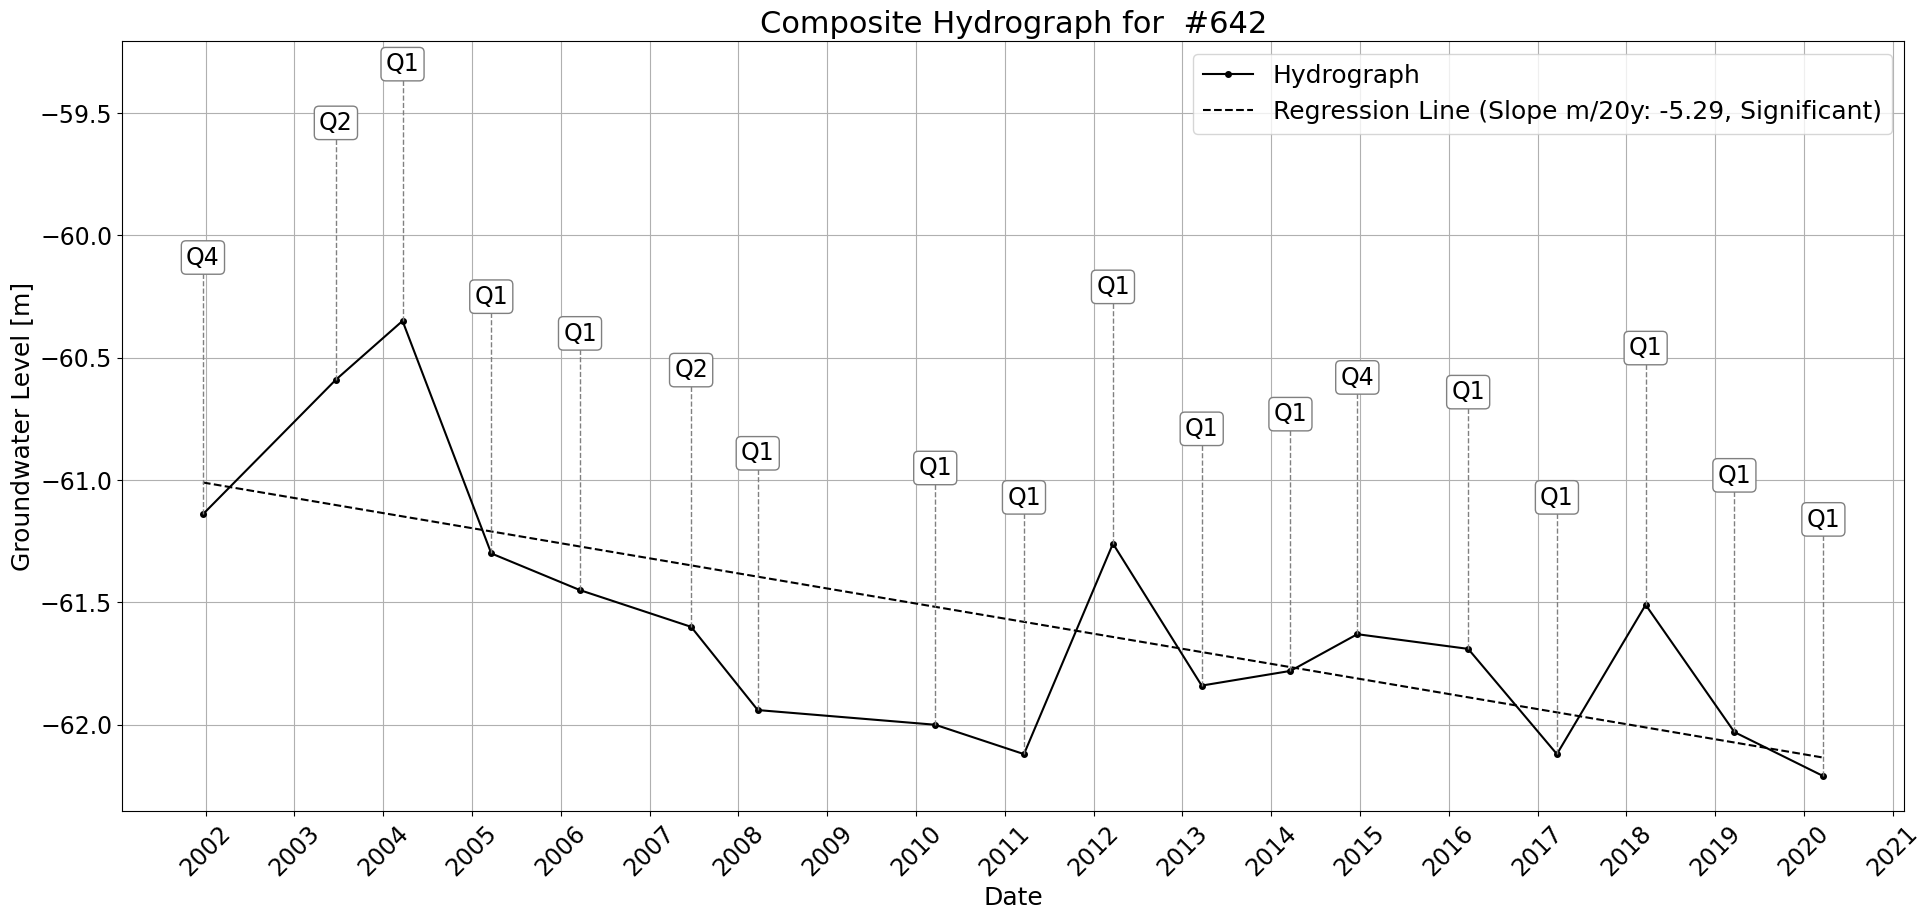 Composite Hydrograph for  #642
Hydrograph
Regression Line (Slope m/20y: -5.29, Significant)
Groundwater Level [m]
−59.5
−60.0
−60.5
−61.0
−61.5
−62.0
Q4
Q2
Q1
Q1
Q1
Q2
Q1
Q1
Q1
Q1
Q1
Q1
Q4
Q1
Q1
Q1
Q1
Q1
2002
2003
2004
2005
2006
2007
2008
2009
2010
2011
2012
2013
2014
2015
2016
2017
2018
2019
2020
2021
Date